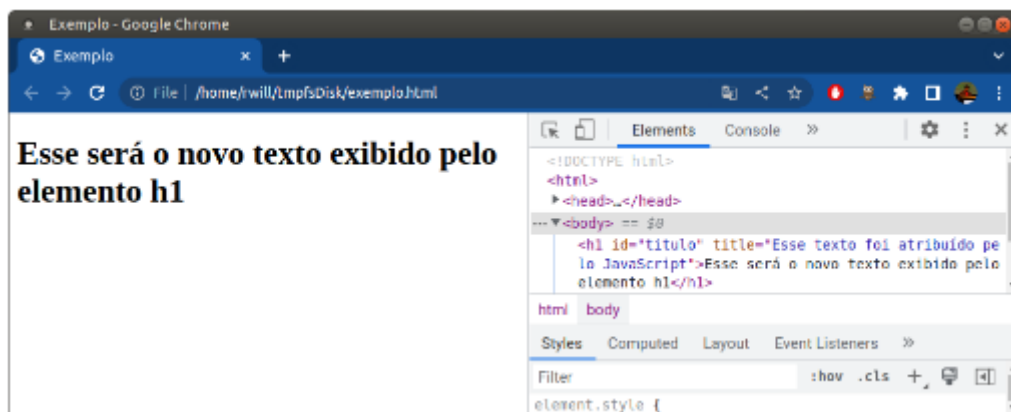 Exemplo - Google Chrome
Exemplo
File | /home/rwill/tmpfsDisk/exemplo.html
Esse será o novo texto exibido pelo
elemento h1
Elements Console »
<!DOCTYPE html>
<html>
<head>…</head>
<body> == $0
<h1 id="titulo" title="Esse texto foi atribuído pe
lo JavaScript">Esse será o novo texto exibido pelo
elemento h1</h1>
html body
Styles Computed Layout Event Listeners »
Filter :hov .cls +
element.style {